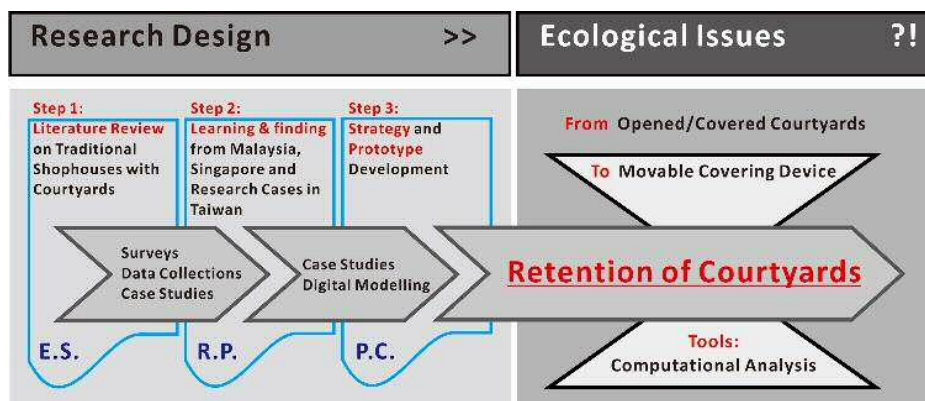 Research Design >>
Ecological Issues ?!
Step 1:
Literature Review
on Traditional
Shophouses with
Courtyards
Step 2:
Learning & finding
from Malaysia,
Singapore and
Research Cases in
Taiwan
Step 3:
Strategy and
Prototype
Development
From Opened/Covered Courtyards
To Movable Covering Device
Surveys
Data Collections
Case Studies
Case Studies
Digital Modelling
Retention of Courtyards
E.S.
R.P.
P.C.
Tools:
Computational Analysis